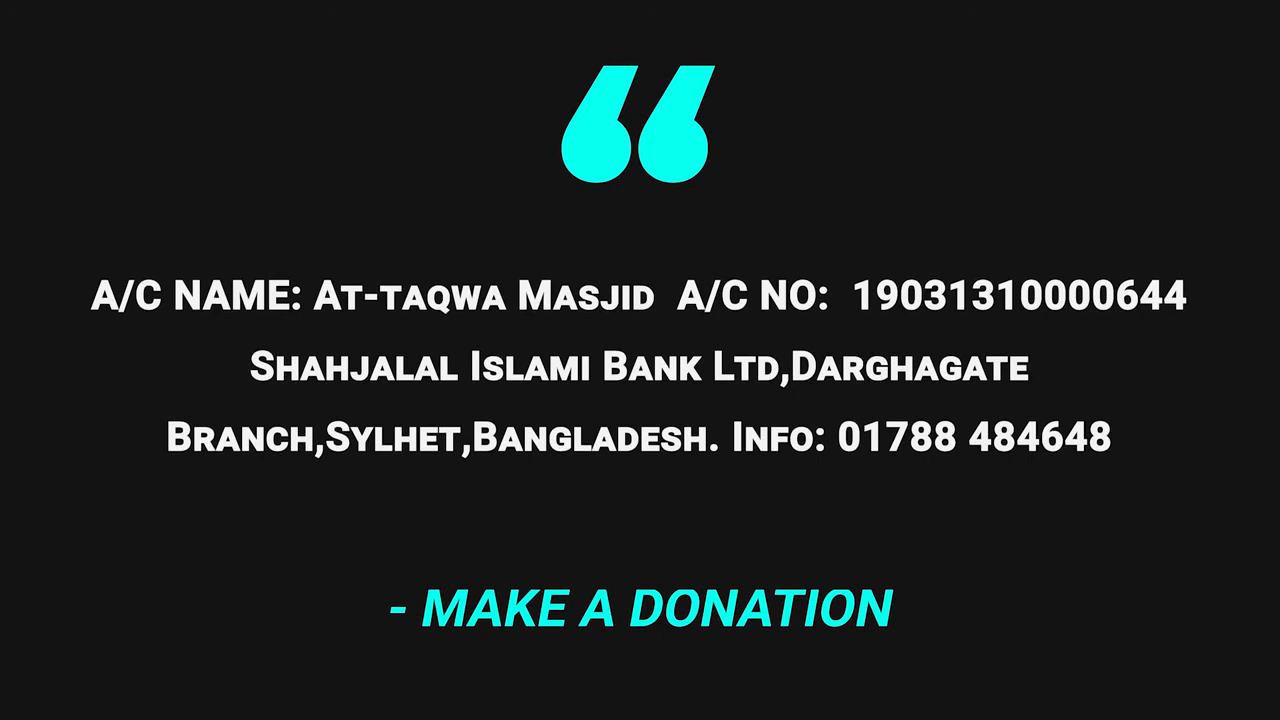 “
A/C NAME: At-taqwa Masjid  A/C NO:  19031310000644
Shahjalal Islami Bank Ltd,Darghagate
Branch,Sylhet,Bangladesh. Info: 01788 484648
- MAKE A DONATION